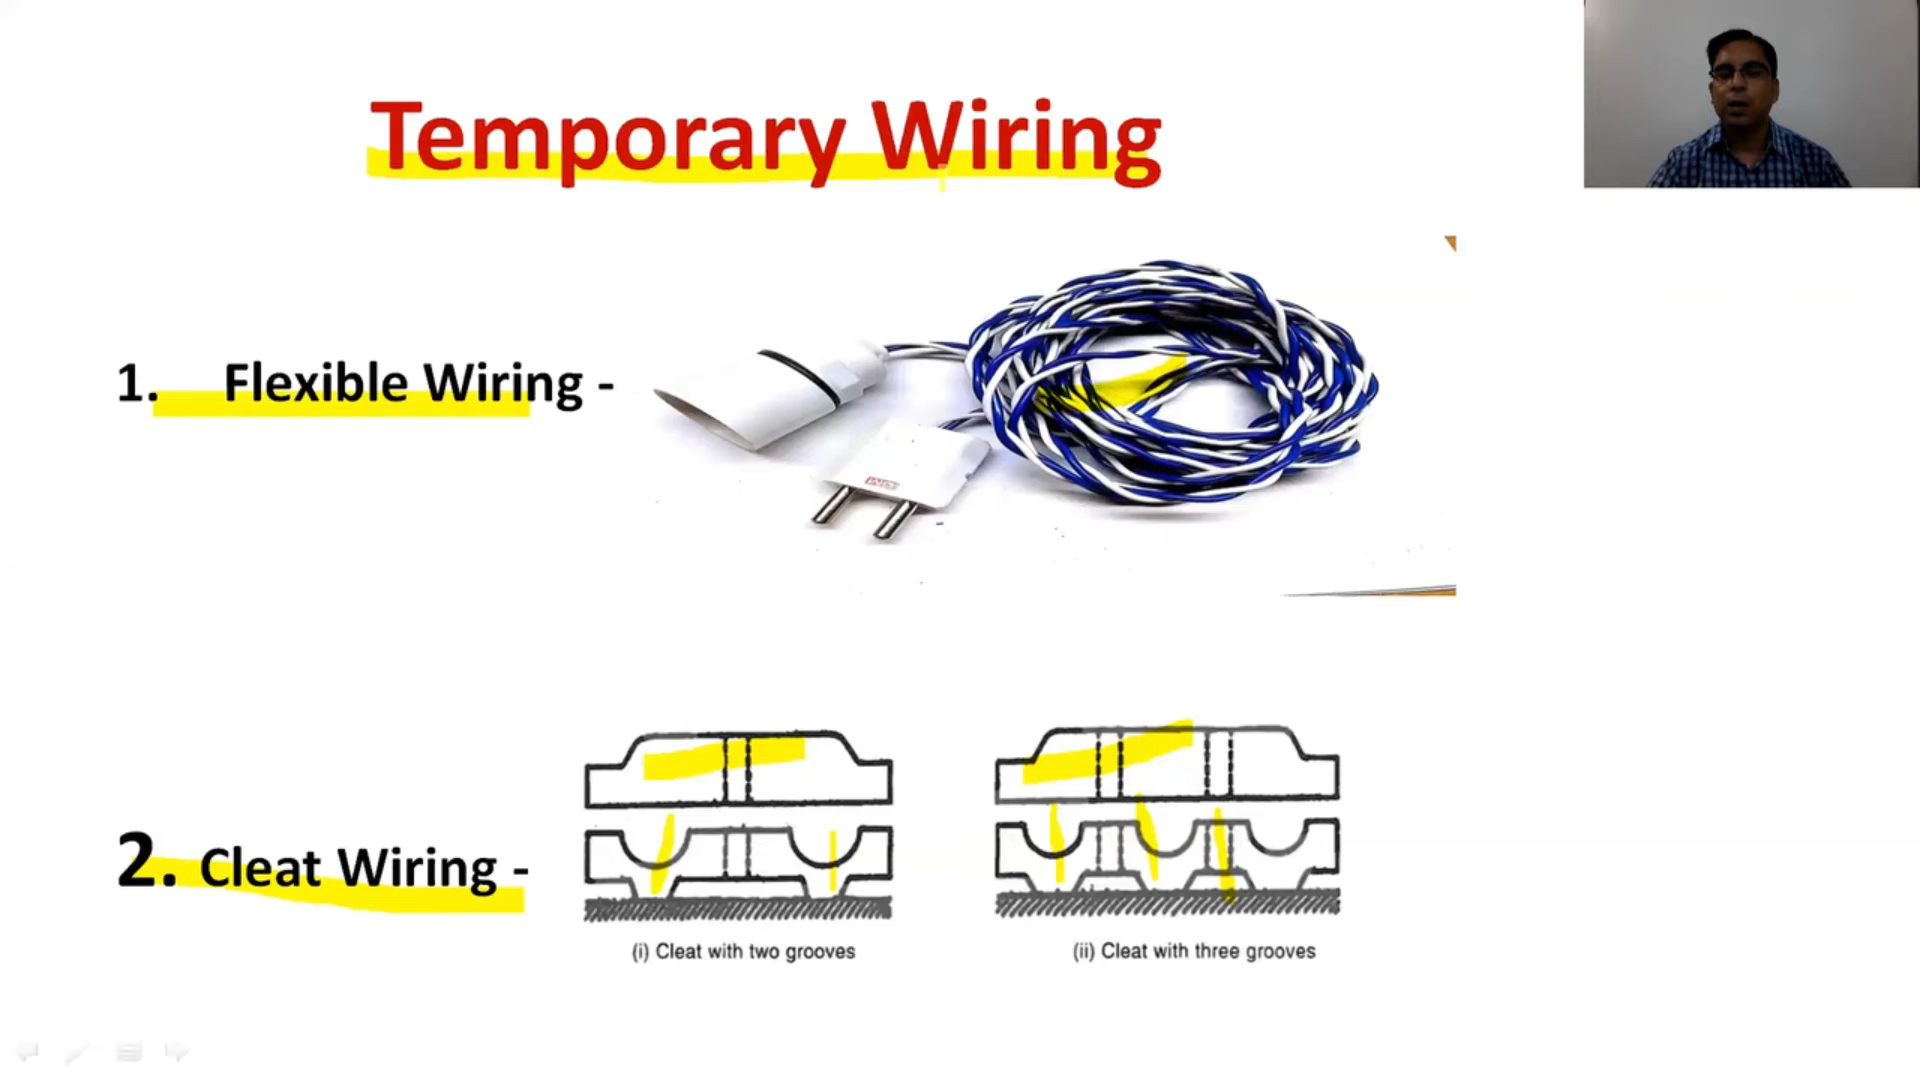 Temporary Wiring
1. Flexible Wiring -
2. Cleat Wiring -
(i) Cleat with two grooves
(ii) Cleat with three grooves